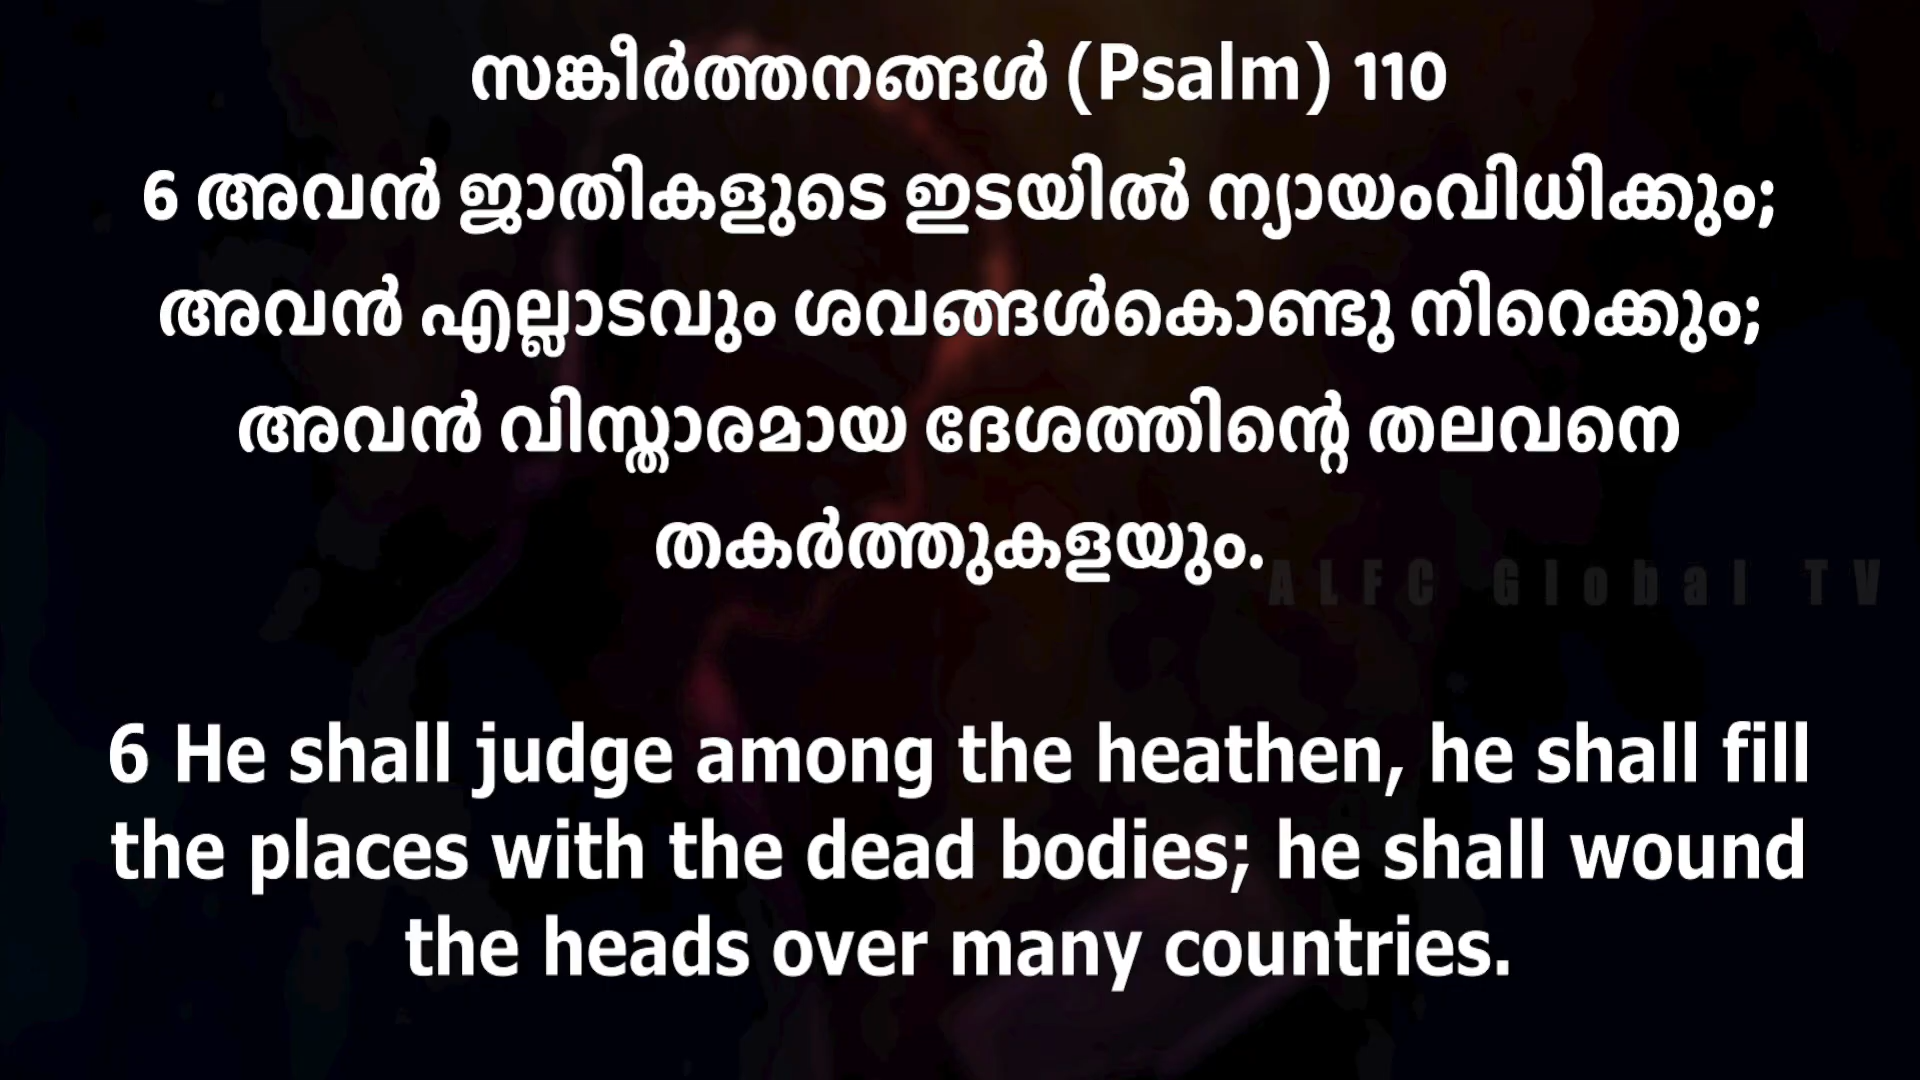 സങ്കീർത്തനങ്ങൾ (Psalm) 110
6 അവൻ ജാതികളുടെ ഇടയിൽ ന്യായംവിധിക്കും;
അവൻ എല്ലാടവും ശവങ്ങൾകൊണ്ടു നിറെക്കും;
അവൻ വിസ്താരമായ ദേശത്തിന്റെ തലവനെ
തകർത്തുകളയും.
ALFC Global TV
6 He shall judge among the heathen, he shall fill
the places with the dead bodies; he shall wound
the heads over many countries.